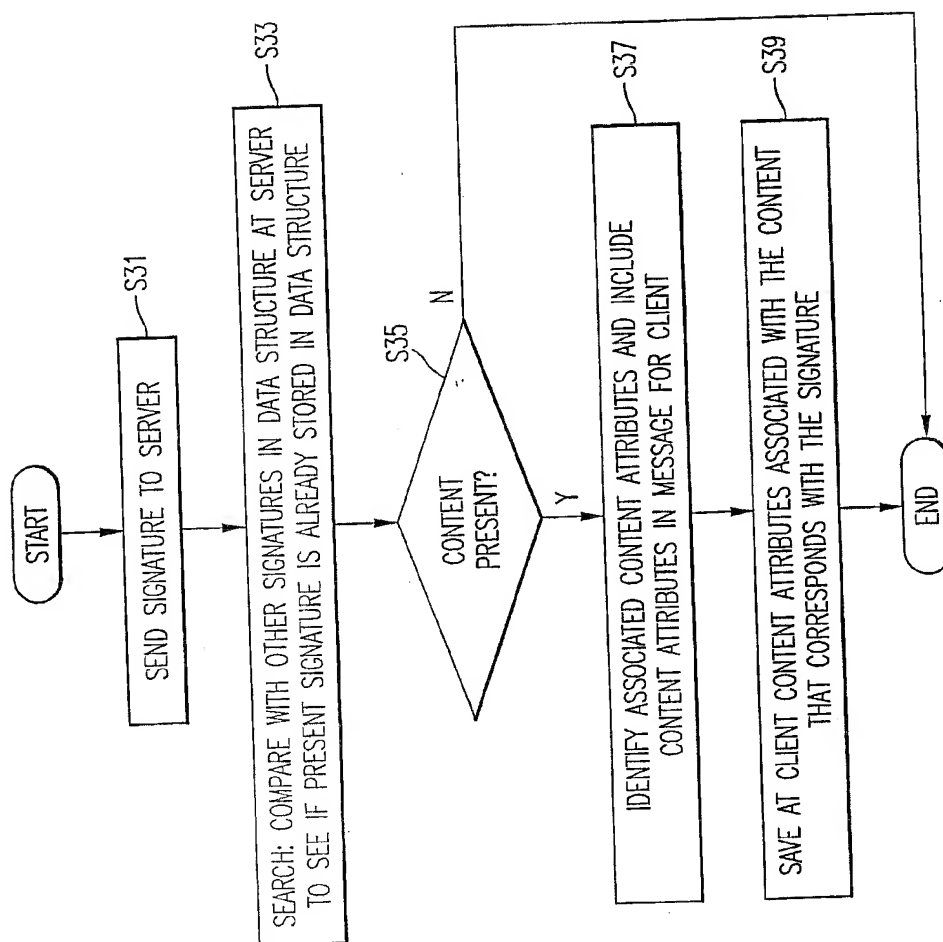 START
SEND SIGNATURE TO SERVER
S31
SEARCH: COMPARE WITH OTHER SIGNATURES IN DATA STRUCTURE AT SERVER
TO SEE IF PRESENT SIGNATURE IS ALREADY STORED IN DATA STRUCTURE
S33
CONTENT
PRESENT?
S35
N
Y
IDENTIFY ASSOCIATED CONTENT ATTRIBUTES AND INCLUDE
CONTENT ATTRIBUTES IN MESSAGE FOR CLIENT
S37
SAVE AT CLIENT CONTENT ATTRIBUTES ASSOCIATED WITH THE CONTENT
THAT CORRESPONDS WITH THE SIGNATURE
S39
END